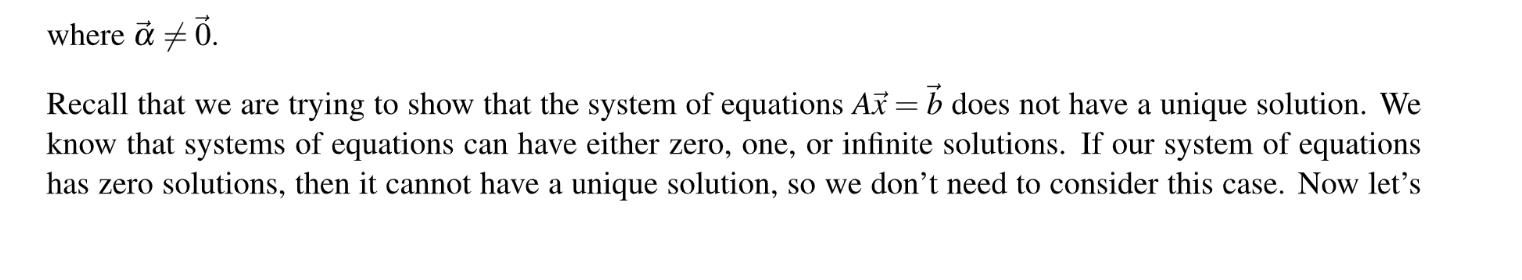 where $\vec{\alpha} \neq \vec{0}$.
Recall that we are trying to show that the system of equations $A\vec{x} = \vec{b}$ does not have a unique solution. We
know that systems of equations can have either zero, one, or infinite solutions. If our system of equations
has zero solutions, then it cannot have a unique solution, so we don’t need to consider this case. Now let’s